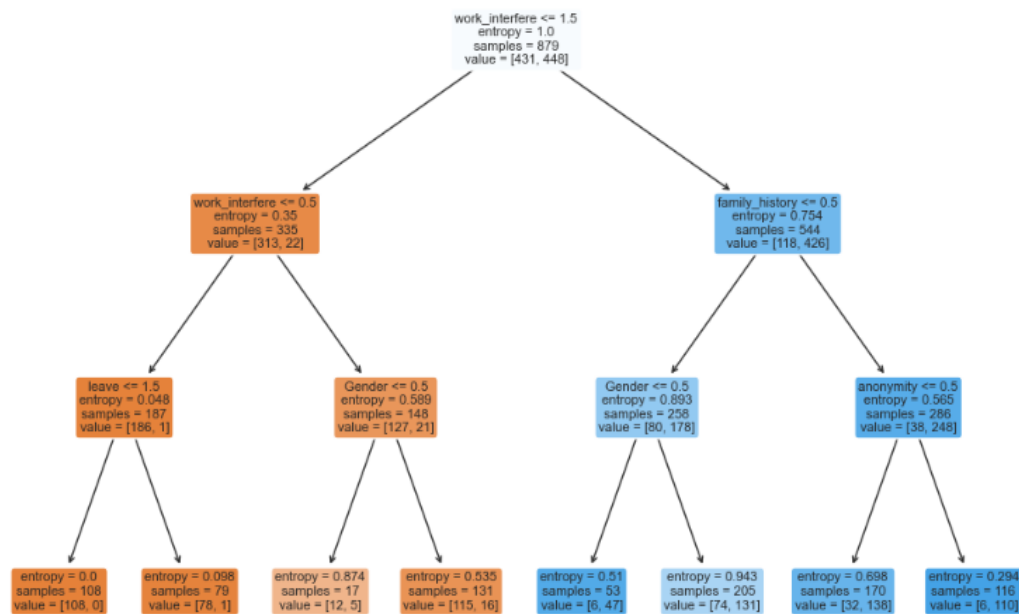 work_interfere <= 1.5
entropy = 1.0
samples = 879
value = [431, 448]
work_interfere <= 0.5
entropy = 0.35
samples = 335
value = [313, 22]
family_history <= 0.5
entropy = 0.754
samples = 544
value = [118, 426]
leave <= 1.5
entropy = 0.048
samples = 187
value = [186, 1]
Gender <= 0.5
entropy = 0.589
samples = 148
value = [127, 21]
Gender <= 0.5
entropy = 0.893
samples = 258
value = [80, 178]
anonymity <= 0.5
entropy = 0.565
samples = 286
value = [38, 248]
entropy = 0.0
samples = 108
value = [108, 0]
entropy = 0.098
samples = 79
value = [78, 1]
entropy = 0.874
samples = 17
value = [12, 5]
entropy = 0.535
samples = 131
value = [115, 16]
entropy = 0.51
samples = 53
value = [6, 47]
entropy = 0.943
samples = 205
value = [74, 131]
entropy = 0.698
samples = 170
value = [32, 138]
entropy = 0.294
samples = 116
value = [6, 110]